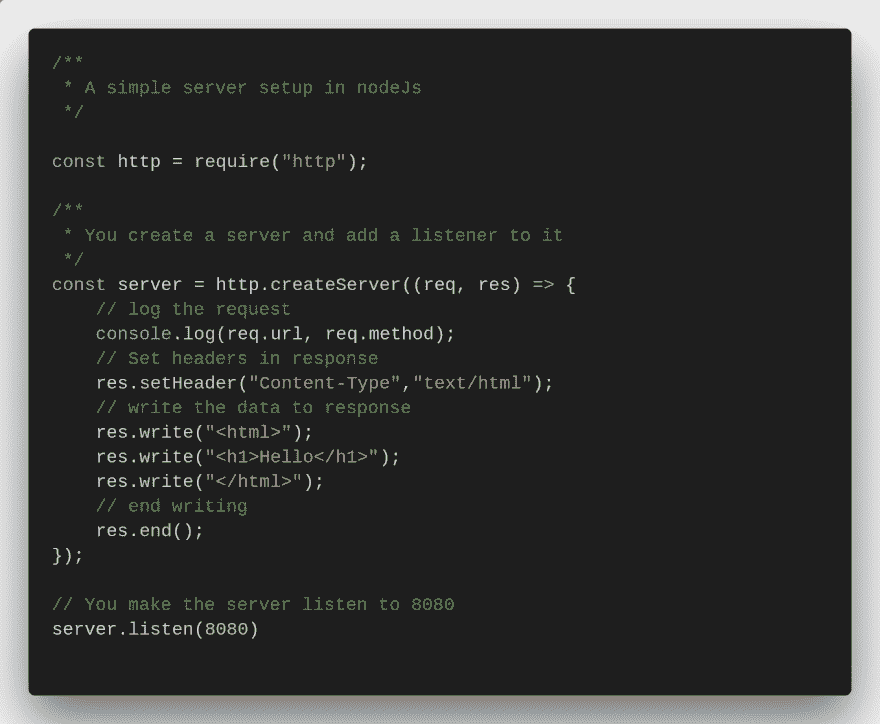 /**
 * A simple server setup in nodeJs
 */
const http = require("http");
/**
 * You create a server and add a listener to it
 */
const server = http.createServer((req, res) => {
    // log the request
    console.log(req.url, req.method);
    // Set headers in response
    res.setHeader("Content-Type","text/html");
    // write the data to response
    res.write("<html>");
    res.write("<h1>Hello</h1>");
    res.write("</html>");
    // end writing
    res.end();
});
// You make the server listen to 8080
server.listen(8080)